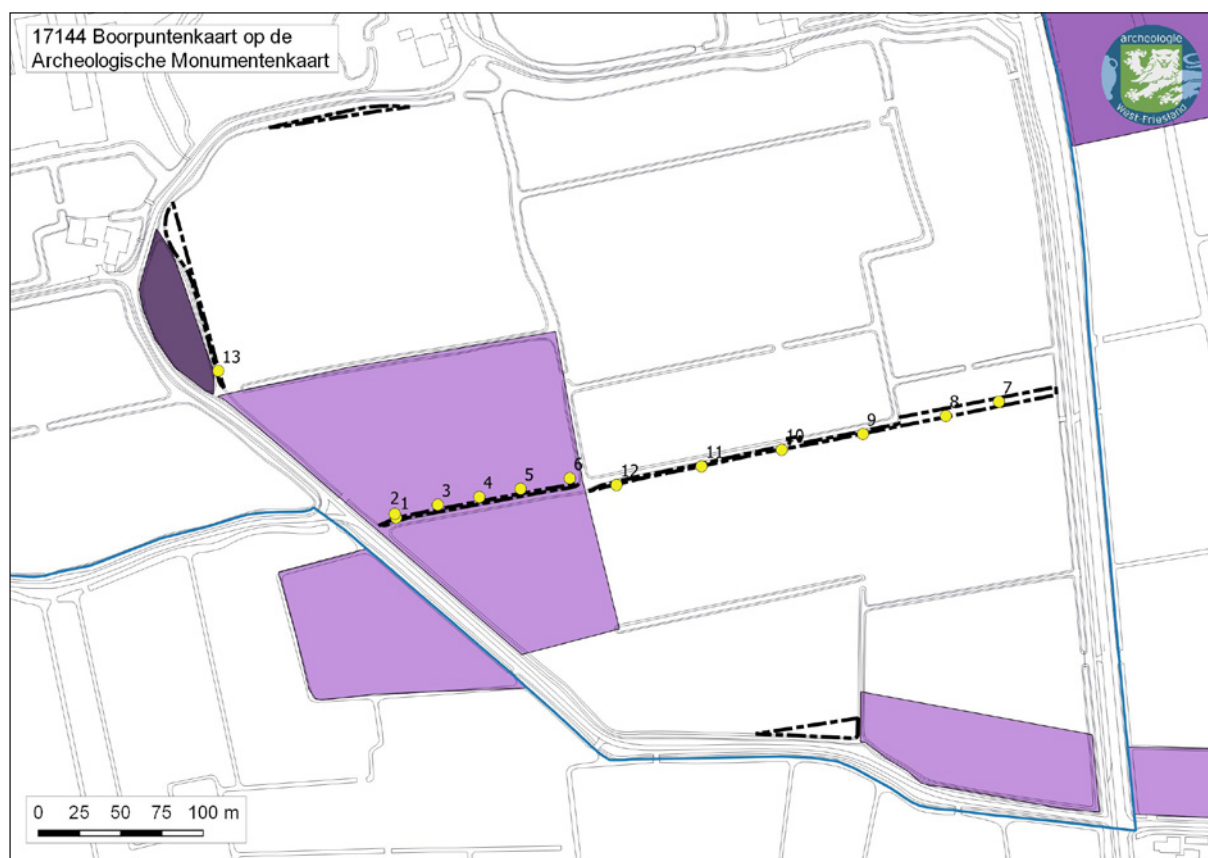 17144 Boorpuntenkaart op de
Archeologische Monumentenkaart
archeologie
West-Friesland
13
7
8
9
10
11
12
6
5
4
3
2
1
0 25 50 75 100 m